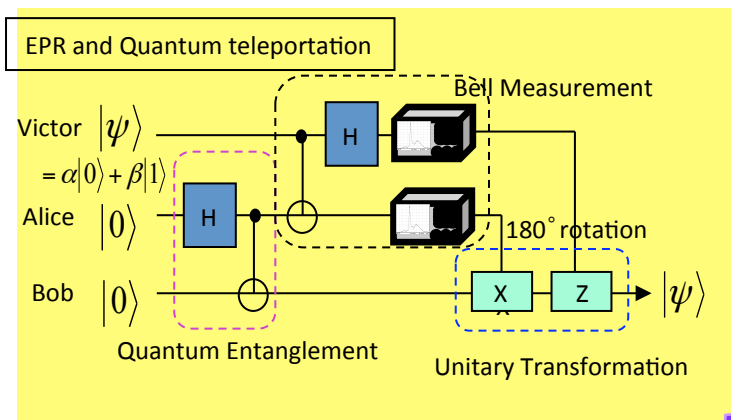 EPR and Quantum teleportation
Bell Measurement
Victor |ψ⟩
= α|0⟩ + β|1⟩
H
Alice |0⟩
H
180° rotation
Bob |0⟩
X
Z
|ψ⟩
Quantum Entanglement
Unitary Transformation